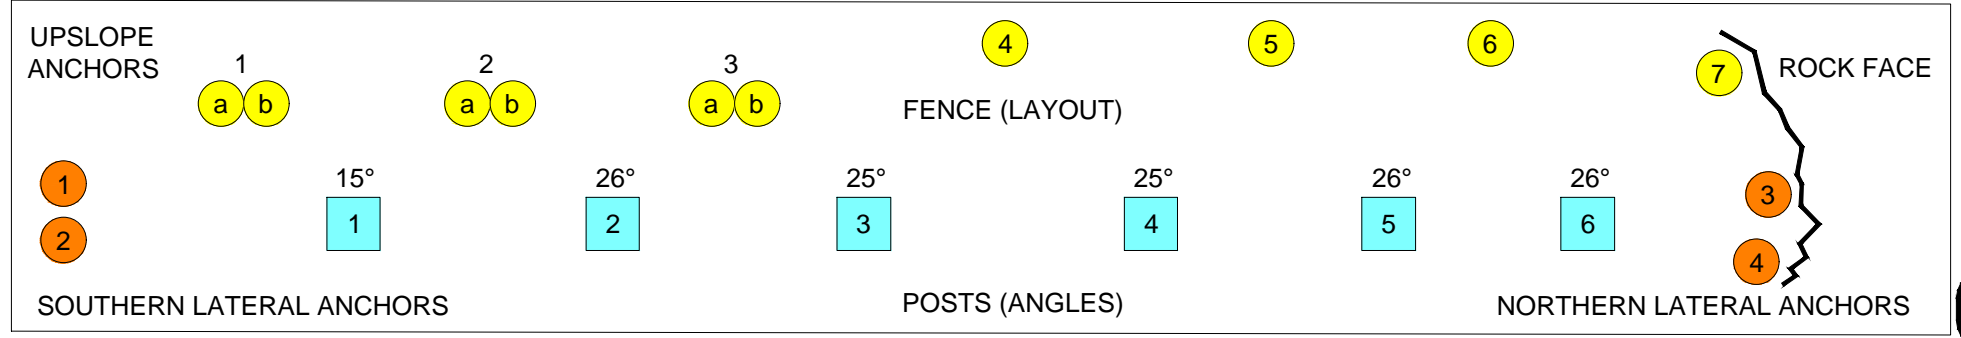 UPSLOPE
ANCHORS
1
2
3
a b
a b
a b
4
5
6
7
ROCK FACE
FENCE (LAYOUT)
1
2
15°
26°
25°
25°
26°
26°
1
2
3
4
5
6
3
4
SOUTHERN LATERAL ANCHORS
POSTS (ANGLES)
NORTHERN LATERAL ANCHORS